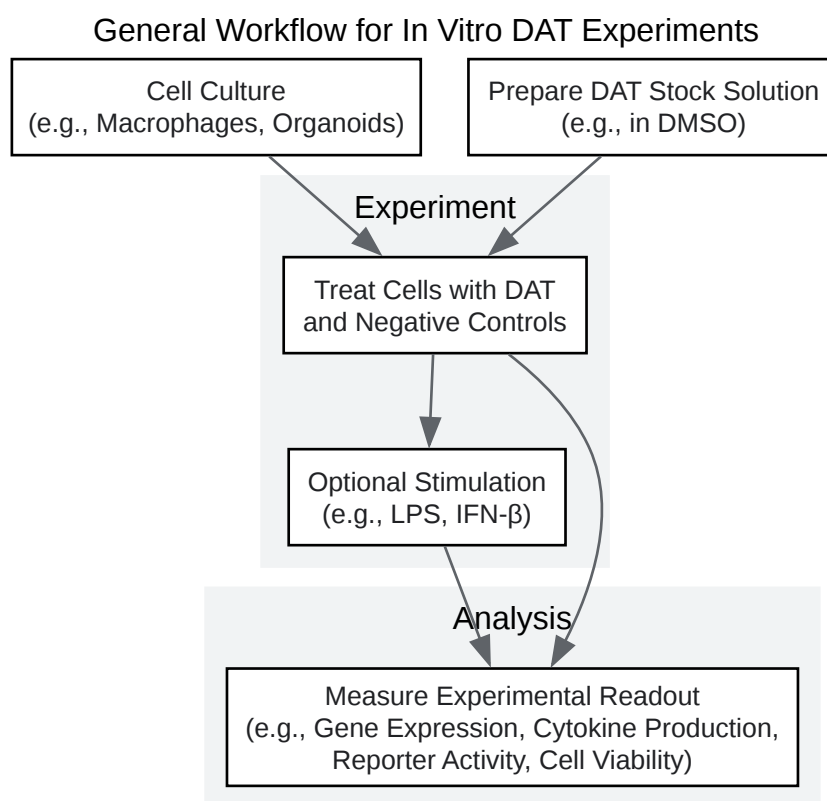 General Workflow for In Vitro DAT Experiments
Cell Culture
(e.g., Macrophages, Organoids)
Prepare DAT Stock Solution
(e.g., in DMSO)
Experiment
Treat Cells with DAT
and Negative Controls
Optional Stimulation
(e.g., LPS, IFN-β)
Analysis
Measure Experimental Readout
(e.g., Gene Expression, Cytokine Production,
Reporter Activity, Cell Viability)